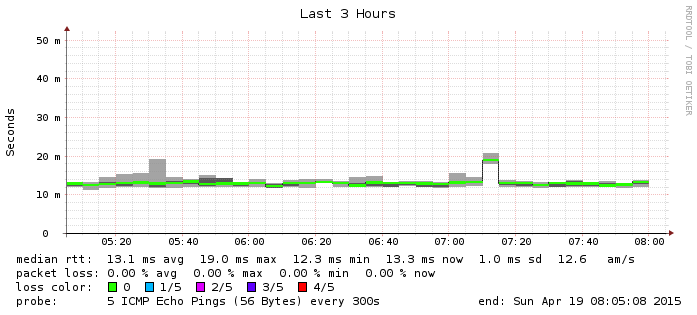 Last 3 Hours
RRDTOOL / TOBI OETIKER
Seconds
50 m
40 m
30 m
20 m
10 m
0
05:20 05:40 06:00 06:20 06:40 07:00 07:20 07:40 08:00
median rtt: 13.1 ms avg 19.0 ms max 12.3 ms min 13.3 ms now 1.0 ms sd 12.6 am/s
packet loss: 0.00 % avg 0.00 % max 0.00 % min 0.00 % now
loss color: 0 1/5 2/5 3/5 4/5
probe: 5 ICMP Echo Pings (56 Bytes) every 300s end: Sun Apr 19 08:05:08 2015